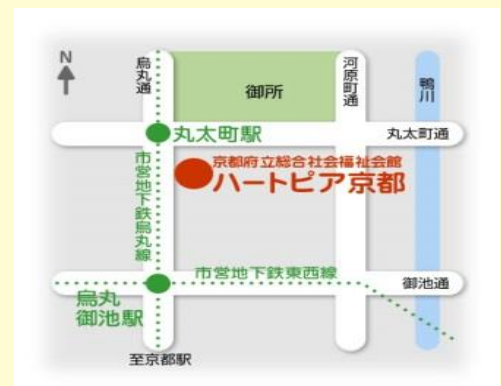 N
烏丸通
御所
河原町通
鴨川
丸太町駅
丸太町通
京都府立総合社会福祉会館
ハートピア京都
市営地下鉄烏丸線
市営地下鉄東西線
御池通
烏丸
御池駅
至京都駅